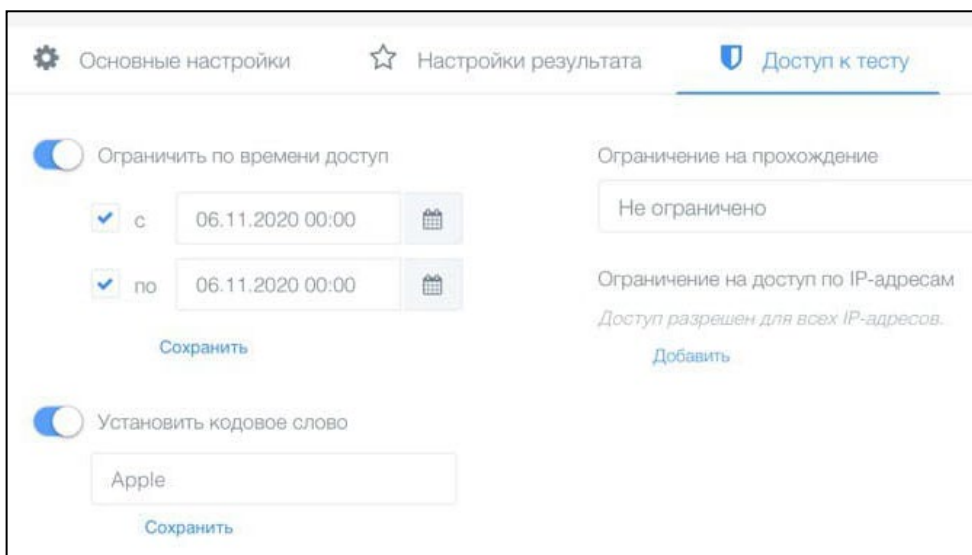 Основные настройки
Настройки результата
Доступ к тесту
Ограничить по времени доступ
с 06.11.2020 00:00
по 06.11.2020 00:00
Сохранить
Установить кодовое слово
Apple
Сохранить
Ограничение на прохождение
Не ограничено
Ограничение на доступ по IP-адресам
Доступ разрешен для всех IP-адресов.
Добавить